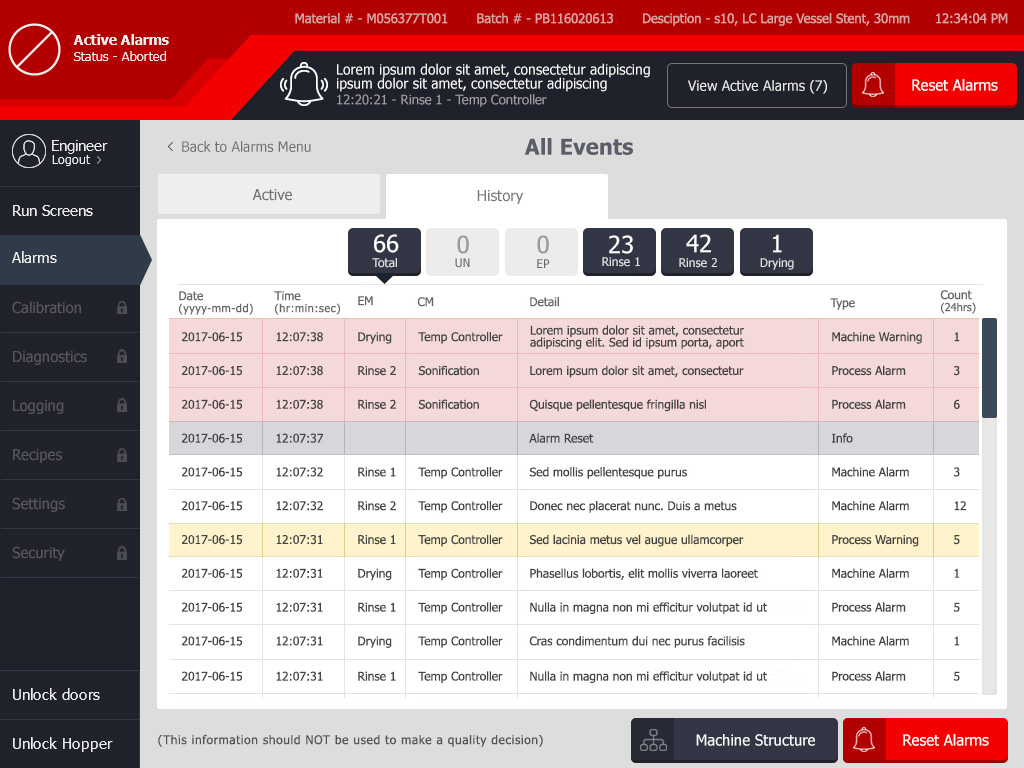 Material # - M056377T001 Batch # - PB116020613 Desciption - s10, LC Large Vessel Stent, 30mm 12:34:04 PM
Active Alarms
Status - Aborted
Lorem ipsum dolor sit amet, consectetur adipiscing
ipsum dolor sit amet, consectetur adipiscing
12:20:21 - Rinse 1 - Temp Controller
View Active Alarms (7)
Reset Alarms
Engineer
Logout >
Run Screens
Alarms
Calibration
Diagnostics
Logging
Recipes
Settings
Security
Unlock doors
Unlock Hopper
< Back to Alarms Menu
All Events
Active
History
66 Total
0 UN
0 EP
23 Rinse 1
42 Rinse 2
1 Drying
Date (yyyy-mm-dd) Time (hr:min:sec) EM CM Detail Type Count (24hrs)
2017-06-15 12:07:38 Drying Temp Controller Lorem ipsum dolor sit amet, consectetur adipiscing elit. Sed id ipsum porta, aport Machine Warning 1
2017-06-15 12:07:38 Rinse 2 Sonification Lorem ipsum dolor sit amet, consectetur Process Alarm 3
2017-06-15 12:07:38 Rinse 2 Sonification Quisque pellentesque fringilla nisl Process Alarm 6
2017-06-15 12:07:37 Alarm Reset Info
2017-06-15 12:07:32 Rinse 1 Temp Controller Sed mollis pellentesque purus Machine Alarm 3
2017-06-15 12:07:32 Rinse 2 Temp Controller Donec nec placerat nunc. Duis a metus Machine Alarm 12
2017-06-15 12:07:31 Rinse 1 Temp Controller Sed lacinia metus vel augue ullamcorper Process Warning 5
2017-06-15 12:07:31 Drying Temp Controller Phasellus lobortis, elit mollis viverra laoreet Machine Alarm 1
2017-06-15 12:07:31 Rinse 1 Temp Controller Nulla in magna non mi efficitur volutpat id ut Process Alarm 5
2017-06-15 12:07:31 Drying Temp Controller Cras condimentum dui nec purus facilisis Machine Alarm 1
2017-06-15 12:07:31 Rinse 1 Temp Controller Nulla in magna non mi efficitur volutpat id ut Process Alarm 5
(This information should NOT be used to make a quality decision)
Machine Structure
Reset Alarms